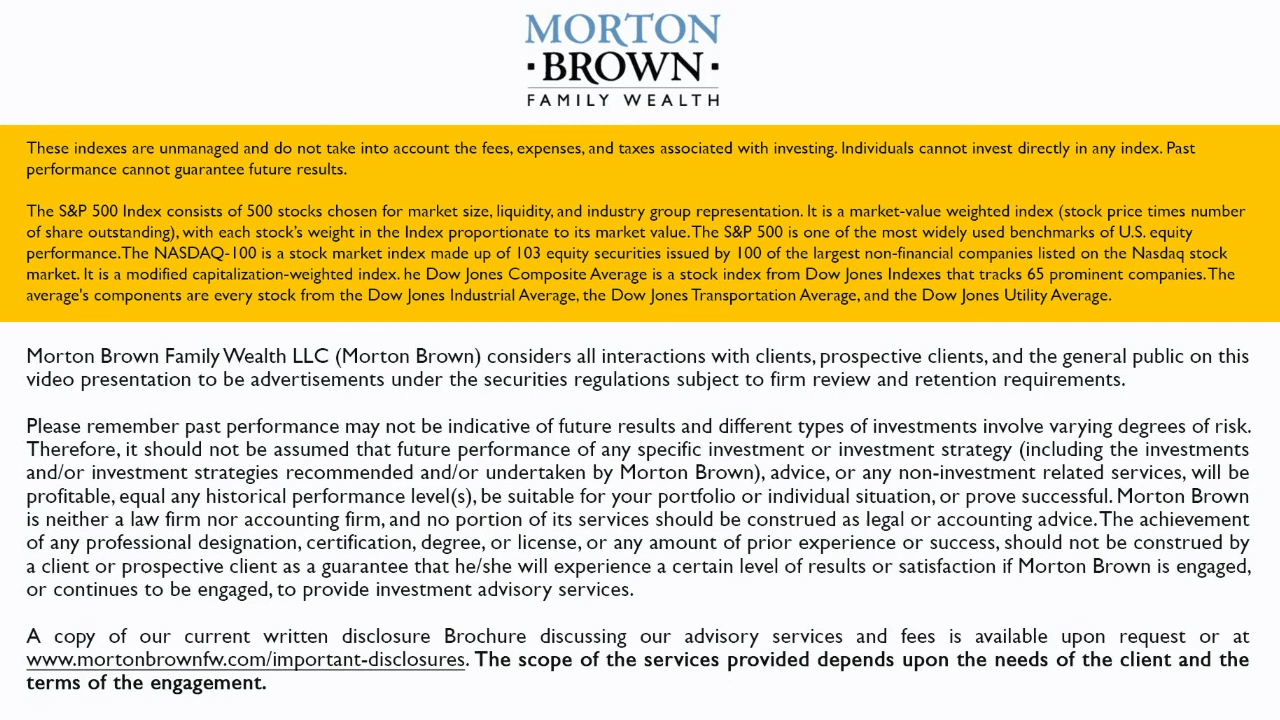 MORTON
·BROWN·
FAMILY WEALTH
These indexes are unmanaged and do not take into account the fees, expenses, and taxes associated with investing. Individuals cannot invest directly in any index. Past
performance cannot guarantee future results.
The S&P 500 Index consists of 500 stocks chosen for market size, liquidity, and industry group representation. It is a market-value weighted index (stock price times number
of share outstanding), with each stock's weight in the Index proportionate to its market value. The S&P 500 is one of the most widely used benchmarks of U.S. equity
performance. The NASDAQ-100 is a stock market index made up of 103 equity securities issued by 100 of the largest non-financial companies listed on the Nasdaq stock
market. It is a modified capitalization-weighted index. he Dow Jones Composite Average is a stock index from Dow Jones Indexes that tracks 65 prominent companies. The
average's components are every stock from the Dow Jones Industrial Average, the Dow Jones Transportation Average, and the Dow Jones Utility Average.
Morton Brown Family Wealth LLC (Morton Brown) considers all interactions with clients, prospective clients, and the general public on this
video presentation to be advertisements under the securities regulations subject to firm review and retention requirements.
Please remember past performance may not be indicative of future results and different types of investments involve varying degrees of risk.
Therefore, it should not be assumed that future performance of any specific investment or investment strategy (including the investments
and/or investment strategies recommended and/or undertaken by Morton Brown), advice, or any non-investment related services, will be
profitable, equal any historical performance level(s), be suitable for your portfolio or individual situation, or prove successful. Morton Brown
is neither a law firm nor accounting firm, and no portion of its services should be construed as legal or accounting advice. The achievement
of any professional designation, certification, degree, or license, or any amount of prior experience or success, should not be construed by
a client or prospective client as a guarantee that he/she will experience a certain level of results or satisfaction if Morton Brown is engaged,
or continues to be engaged, to provide investment advisory services.
A copy of our current written disclosure Brochure discussing our advisory services and fees is available upon request or at
www.mortonbrownfw.com/important-disclosures. The scope of the services provided depends upon the needs of the client and the
terms of the engagement.